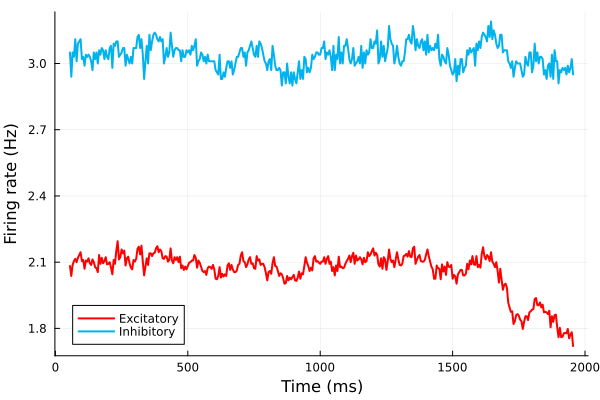 Firing rate (Hz)
3.0
2.7
2.4
2.1
1.8
Excitatory
Inhibitory
0
500
1000
1500
2000
Time (ms)